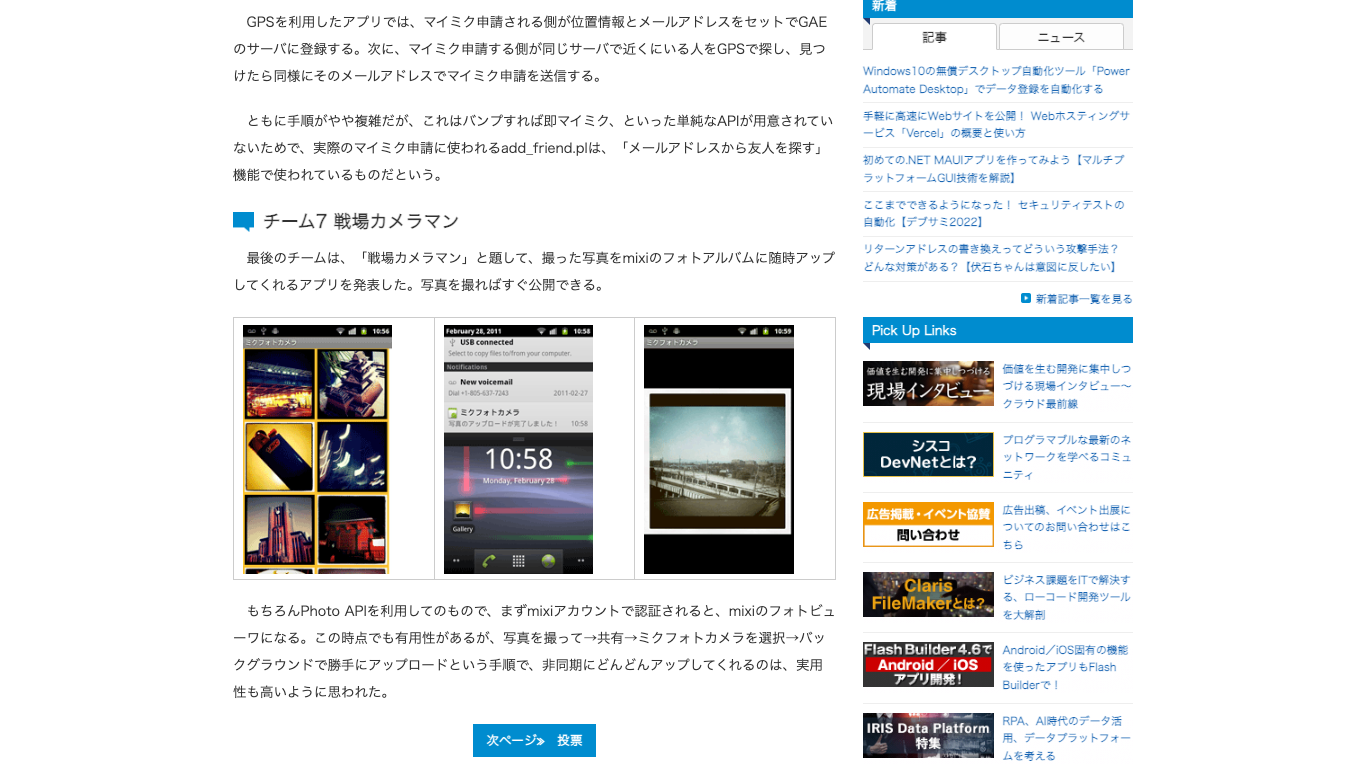 GPSを利用したアプリでは、マイミク申請される側が位置情報とメールアドレスをセットでGAE
のサーバに登録する。次に、マイミク申請する側が同じサーバで近くにいる人をGPSで探し、見つ
けたら同様にそのメールアドレスでマイミク申請を送信する。
ともに手順がやや複雑だが、これはバンプすれば即マイミク、といった単純なAPIが用意されてい
ないためで、実際のマイミク申請に使われるadd_friend.plは、「メールアドレスから友人を探す」
機能で使われているものだという。
チーム7 戦場カメラマン
最後のチームは、「戦場カメラマン」と題して、撮った写真をmixiのフォトアルバムに随時アップ
してくれるアプリを発表した。写真を撮ればすぐ公開できる。
10:56
ミクフォトカメラ
February 28, 2011 10:58
USB connected
Select to copy files to/from your computer.
Notifications
New voicemail
Dial +1-805-637-7243 2011-02-27
ミクフォトカメラ
写真のアップロードが完了しました! 10:58
10:58
Monday, February 28
Gallery
10:59
ミクフォトカメラ
もちろんPhoto APIを利用してのもので、まずmixiアカウントで認証されると、mixiのフォトビュ
ーワになる。この時点でも有用性があるが、写真を撮って→共有→ミクフォトカメラを選択→バッ
クグラウンドで勝手にアップロードという手順で、非同期にどんどんアップしてくれるのは、実用
性も高いように思われた。
次ページ≫ 投票
新着
記事 ニュース
Windows10の無償デスクトップ自動化ツール「Power
Automate Desktop」でデータ登録を自動化する
手軽に高速にWebサイトを公開! Webホスティングサ
ービス「Vercel」の概要と使い方
初めての.NET MAUIアプリを作ってみよう【マルチプ
ラットフォームGUI技術を解説】
ここまでできるようになった! セキュリティテストの
自動化【デブサミ2022】
リターンアドレスの書き換えってどういう攻撃手法?
どんな対策がある?【伏石ちゃんは意図に反したい】
新着記事一覧を見る
Pick Up Links
価値を生む開発に集中しつづける
現場インタビュー
価値を生む開発に集中しつ
づける現場インタビュー〜
クラウド最前線
シスコ
DevNetとは?
プログラマブルな最新のネ
ットワークを学べるコミュ
ニティ
広告掲載・イベント協賛
問い合わせ
広告出稿、イベント出展に
ついてのお問い合わせはこ
ちら
Claris
FileMakerとは?
ビジネス課題をITで解決す
る、ローコード開発ツール
を大解剖
Flash Builder 4.6で
Android/iOS
アプリ開発!
Android/iOS固有の機能
を使ったアプリもFlash
Builderで!
IRIS Data Platform
特集
RPA、AI時代のデータ活
用、データプラットフォー
ムを考える